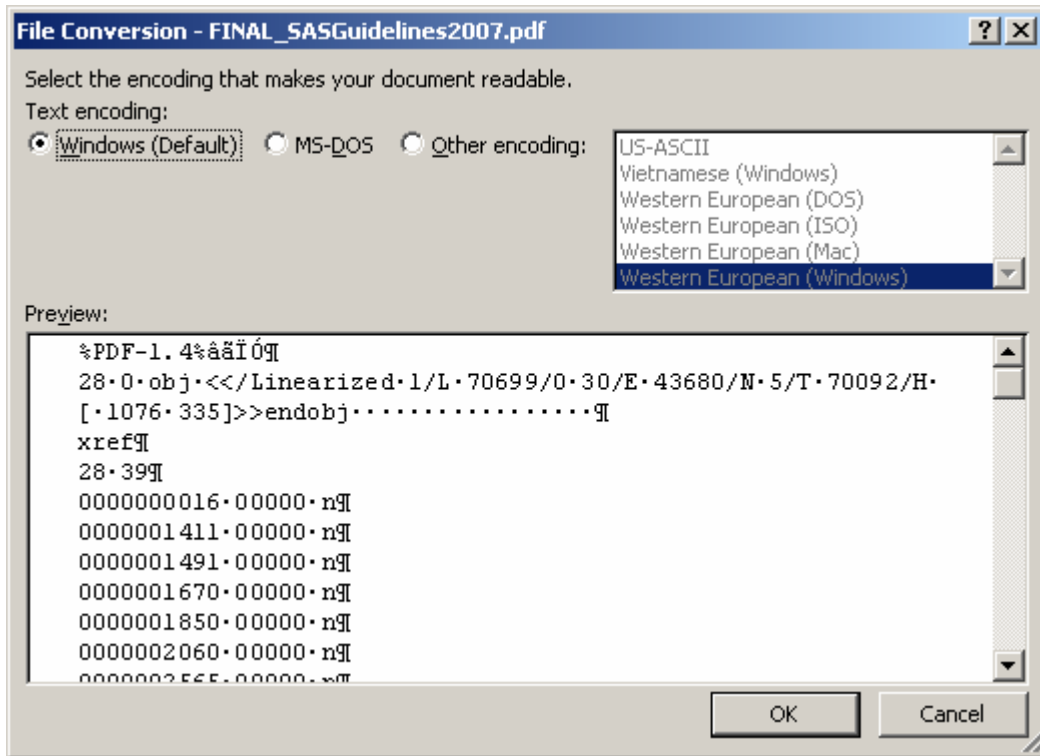 File Conversion - FINAL_SASGuidelines2007.pdf
Select the encoding that makes your document readable.
Text encoding:
Windows (Default) MS-DOS Other encoding:
US-ASCII
Vietnamese (Windows)
Western European (DOS)
Western European (ISO)
Western European (Mac)
Western European (Windows)
Preview:
%PDF-1.4%âãÏÓ¶
28·0·obj·<</Linearized·1/L·70699/O·30/E·43680/N·5/T·70092/H·
[·1076·335]>>endobj··················¶
xref¶
28·39¶
0000000016·00000·n¶
0000001411·00000·n¶
0000001491·00000·n¶
0000001670·00000·n¶
0000001850·00000·n¶
0000002060·00000·n¶
0000002565·00000·n¶
OK Cancel